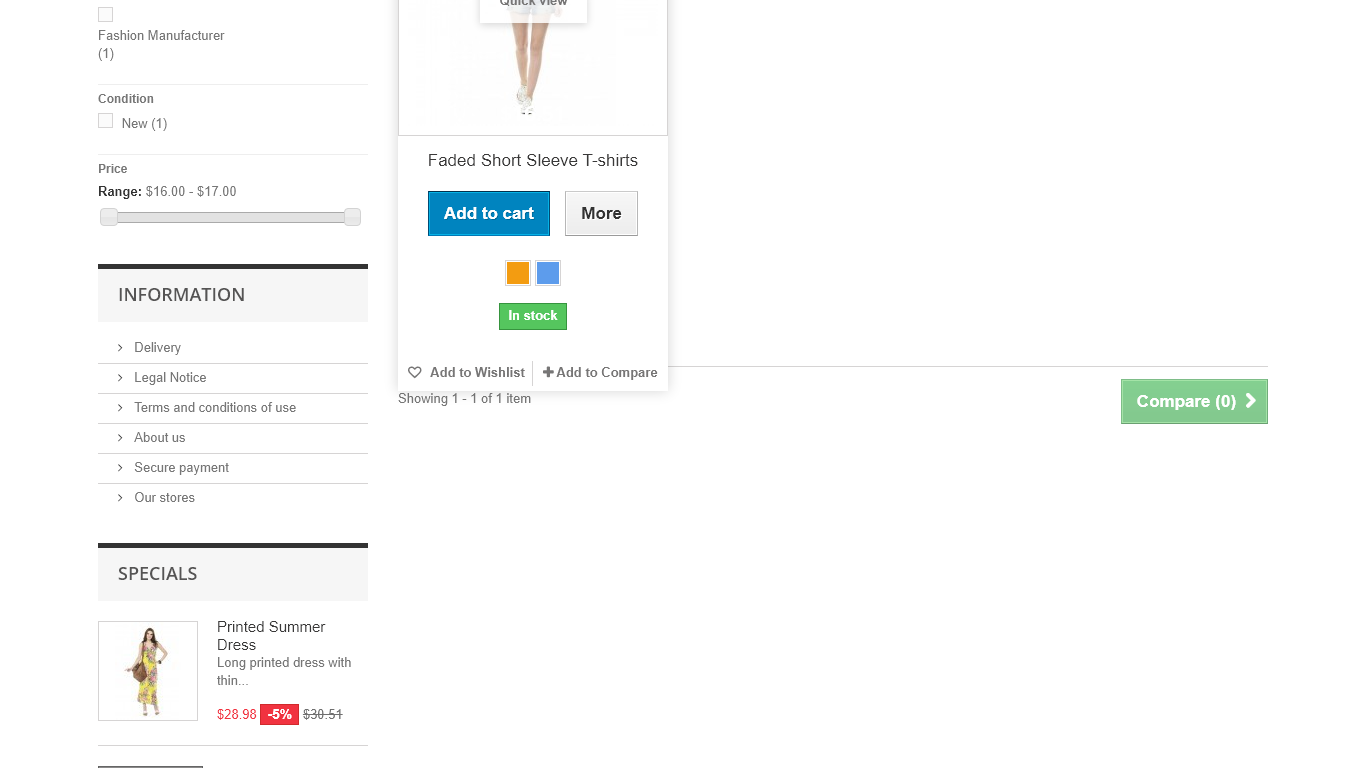 Fashion Manufacturer
(1)
Condition
New (1)
Price
Range: $16.00 - $17.00
INFORMATION
Delivery
Legal Notice
Terms and conditions of use
About us
Secure payment
Our stores
SPECIALS
Printed Summer
Dress
Long printed dress with
thin...
$28.98 -5% $30.51
Quick view
Faded Short Sleeve T-shirts
Add to cart More
In stock
Add to Wishlist Add to Compare
Showing 1 - 1 of 1 item
Compare (0)